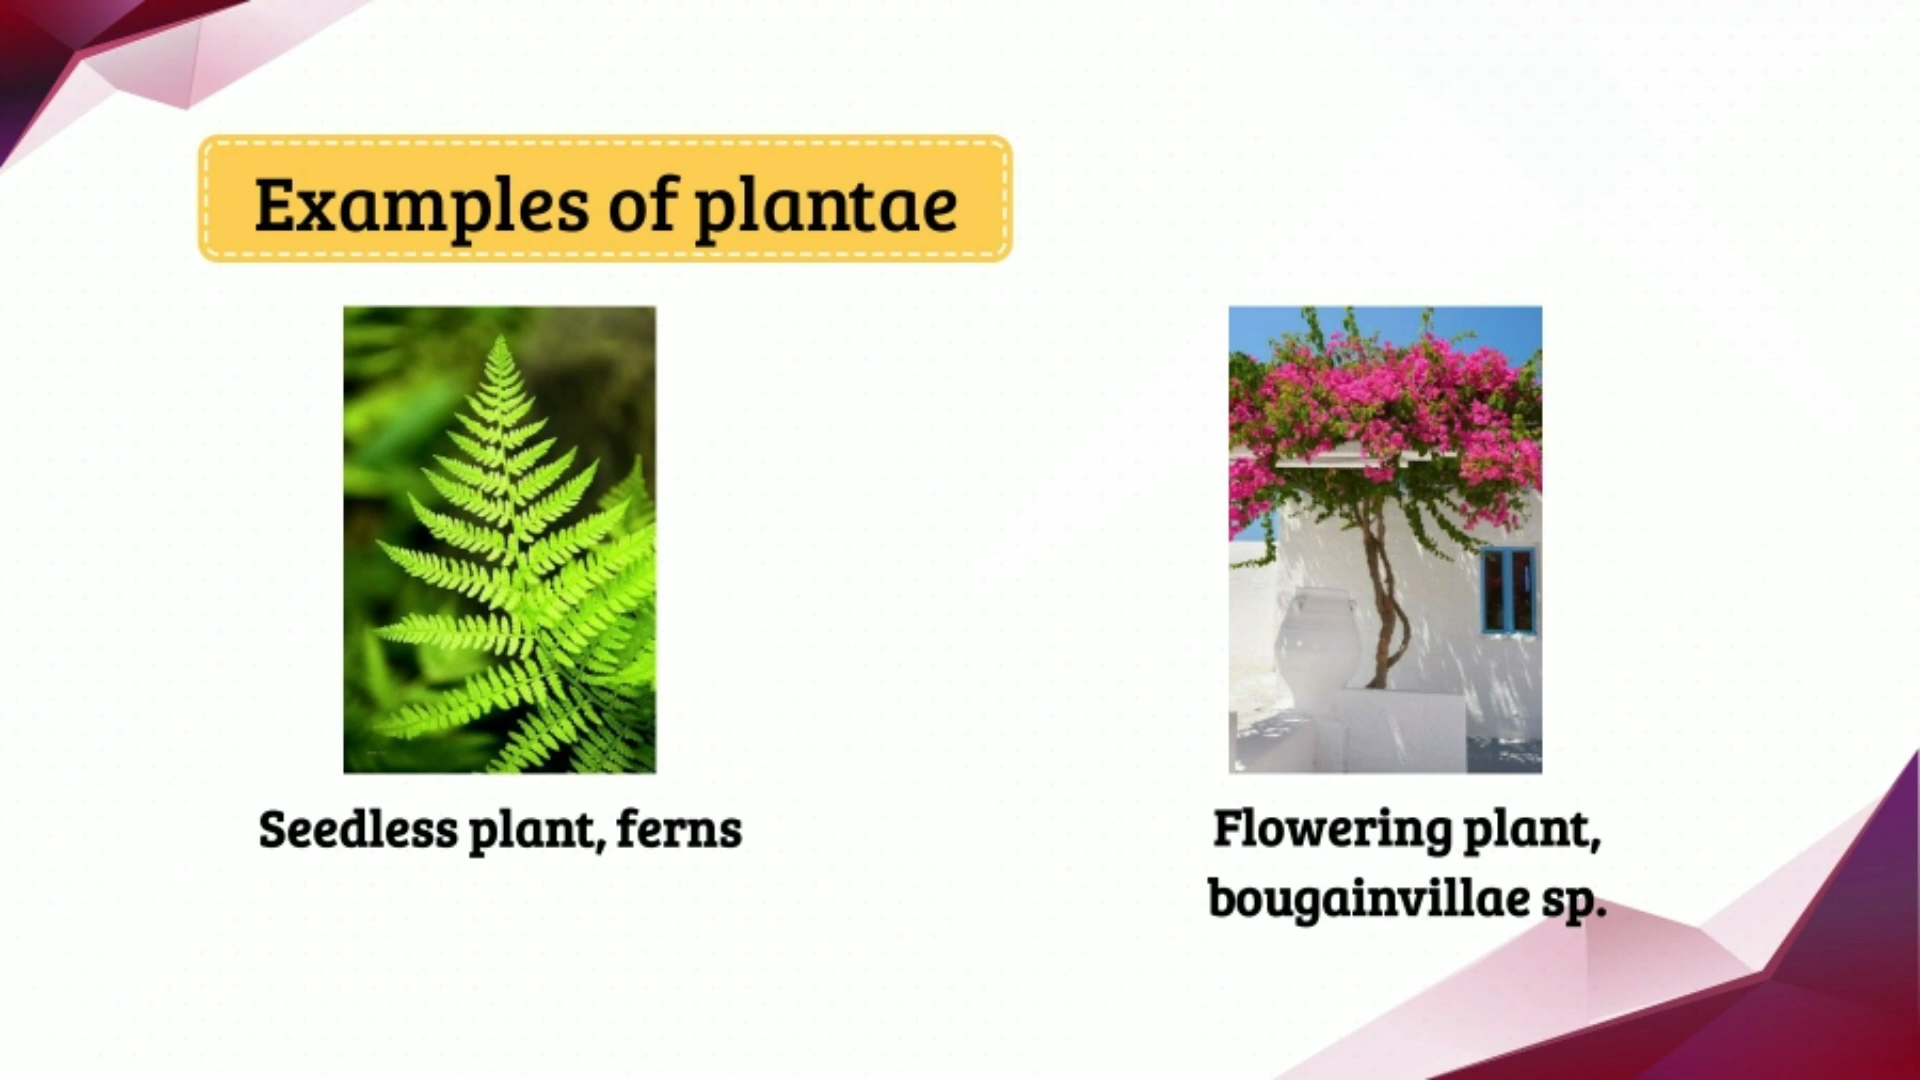 Examples of plantae
Seedless plant, ferns
Flowering plant,
bougainvillae sp.